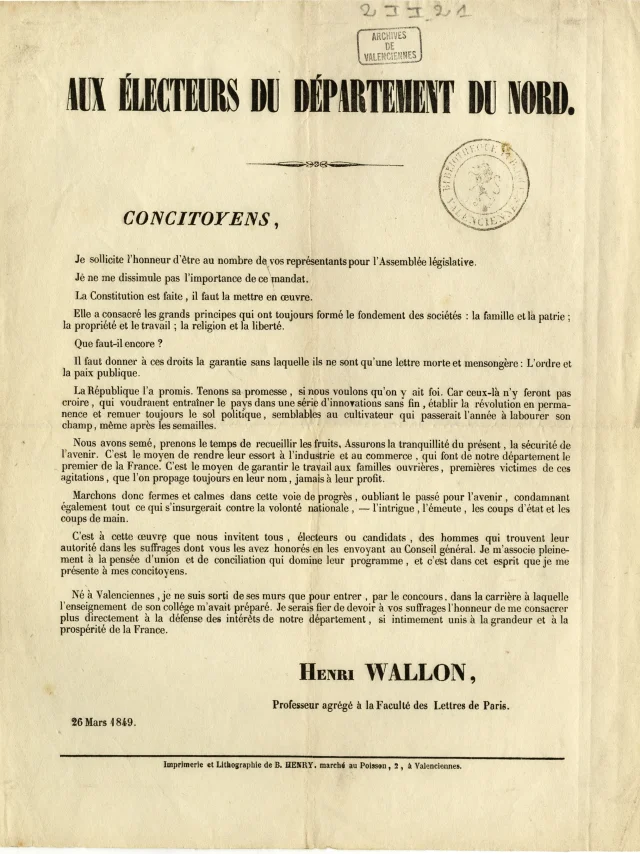 2 I I 21
ARCHIVES
DE
VALENCIENNES
AUX ÉLECTEURS DU DÉPARTEMENT DU NORD.
BIBLIOTHEQUE
VALENCIENNES
CONCITOYENS,
Je sollicite l'honneur d'être au nombre de vos représentants pour l'Assemblée législative.
Je ne me dissimule pas l'importance de ce mandat.
La Constitution est faite, il faut la mettre en œuvre.
Elle a consacré les grands principes qui ont toujours formé le fondement des sociétés : la famille et là patrie ;
la propriété et le travail ; la religion et la liberté.
Que faut-il encore ?
Il faut donner à ces droits la garantie sans laquelle ils ne sont qu'une lettre morte et mensongère : L'ordre et
la paix publique.
La République l'a promis. Tenons sa promesse, si nous voulons qu'on y ait foi. Car ceux-là n'y feront pas
croire, qui voudraient entraîner le pays dans une série d'innovations sans fin, établir la révolution en perma-
nence et remuer toujours le sol politique, semblables au cultivateur qui passerait l'année à labourer son
champ, même après les semailles.
Nous avons semé, prenons le temps de recueillir les fruits. Assurons la tranquillité du présent, la sécurité de
l'avenir. C'est le moyen de rendre leur essort à l'industrie et au commerce, qui font de notre département le
premier de la France. C'est le moyen de garantir le travail aux familles ouvrières, premières victimes de ces
agitations, que l'on propage toujours en leur nom, jamais à leur profit.
Marchons donc fermes et calmes dans cette voie de progrès, oubliant le passé pour l'avenir, condamnant
également tout ce qui s'insurgerait contre la volonté nationale, — l'intrigue, l'émeute, les coups d'état et les
coups de main.
C'est à cette œuvre que nous invitent tous, électeurs ou candidats, des hommes qui trouvent leur
autorité dans les suffrages dont vous les avez honorés en les envoyant au Conseil général. Je m'associe pleine-
ment à la pensée d'union et de conciliation qui domine leur programme, et c'est dans cet esprit que je me
présente à mes concitoyens.
Né à Valenciennes, je ne suis sorti de ses murs que pour entrer, par le concours, dans la carrière à laquelle
l'enseignement de son collége m'avait préparé. Je serais fier de devoir à vos suffrages l'honneur de me consacrer
plus directement à la défense des intérêts de notre département, si intimement unis à la grandeur et à la
prospérité de la France.
HENRI WALLON,
Professeur agrégé à la Faculté des Lettres de Paris.
26 Mars 1849.
Imprimerie et Lithographie de B. HENRY, marché au Poisson, 2, à Valenciennes.